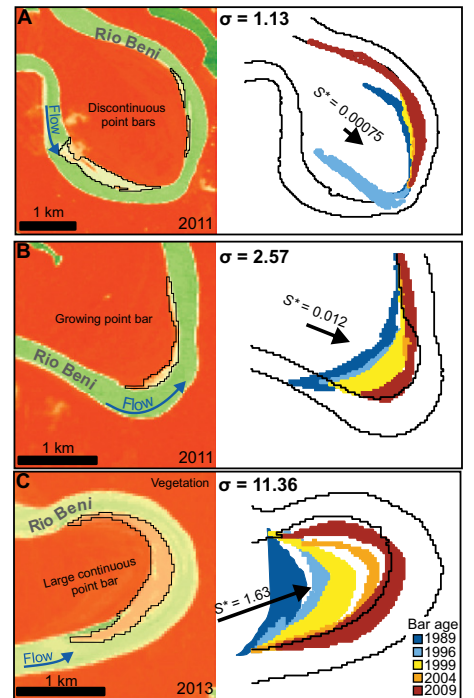 A
σ = 1.13
Rio Beni
Discontinuous
point bars
Flow
S* = 0.00075
1 km
2011
B
σ = 2.57
Growing point bar
S* = 0.012
Rio Beni
Flow
1 km
2011
C
Vegetation
σ = 11.36
Rio Beni
Large continuous
point bar
S* = 1.63
Flow
1 km
2013
Bar age
1989
1996
1999
2004
2009